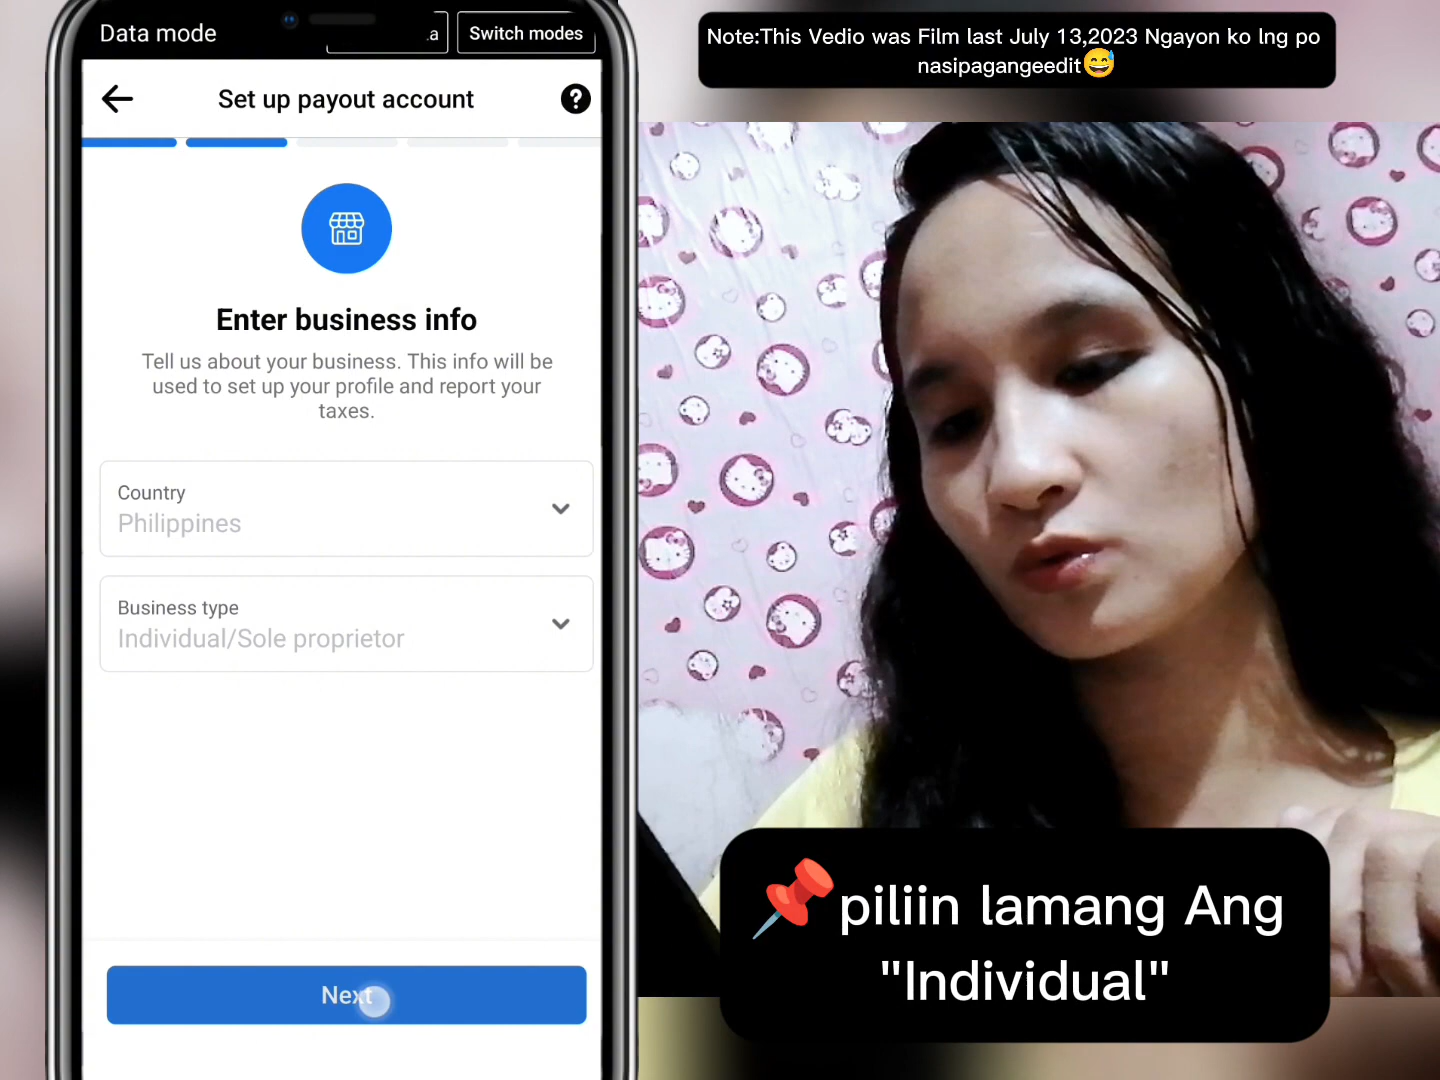 Data mode
a
Switch modes
Set up payout account
Enter business info
Tell us about your business. This info will be
used to set up your profile and report your
taxes.
Country
Philippines
Business type
Individual/Sole proprietor
Next
Note:This Vedio was Film last July 13,2023 Ngayon ko lng po
nasipagangeedit😅
📌piliin lamang Ang
"Individual"